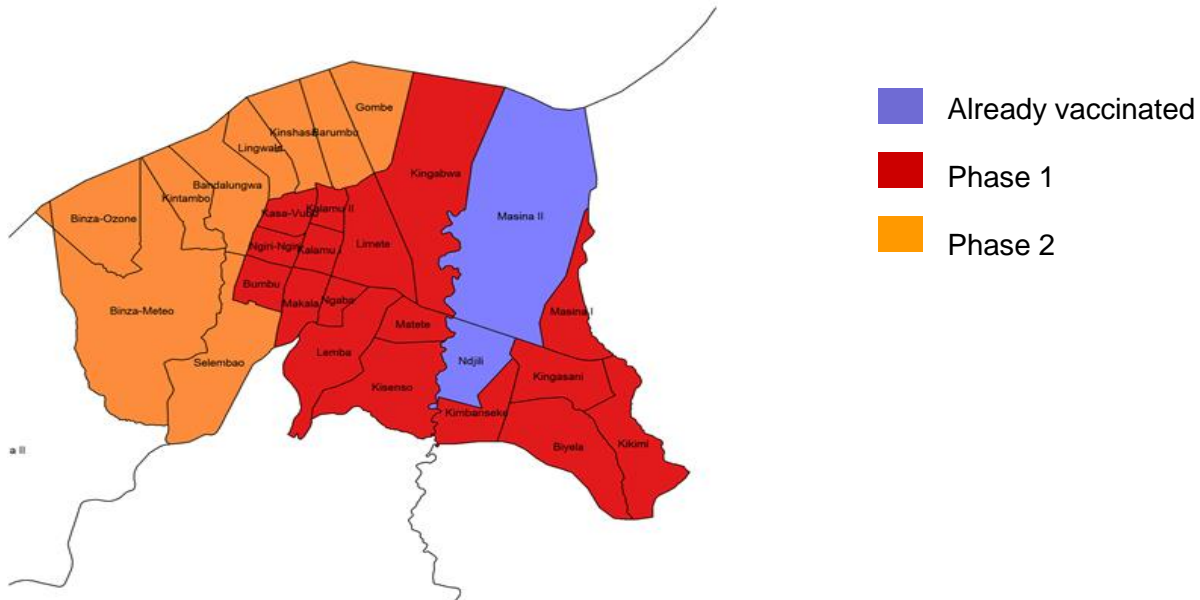 Already vaccinated
Phase 1
Phase 2
Gombe
Kinshasa
Barumbu
Lingwala
Kingabwa
Bandalungwa
Kintambo
Binza-Ozone
Kasa-Vubu
Kalamu II
Masina II
Ngiri-Ngiri
Kalamu I
Limete
Bumbu
Makala
Ngaba
Binza-Meteo
Masina I
Matete
Lemba
Selembao
Ndjili
Kingasani
Kisenso
Kimbanseke
Biyela
Kikimi
a II